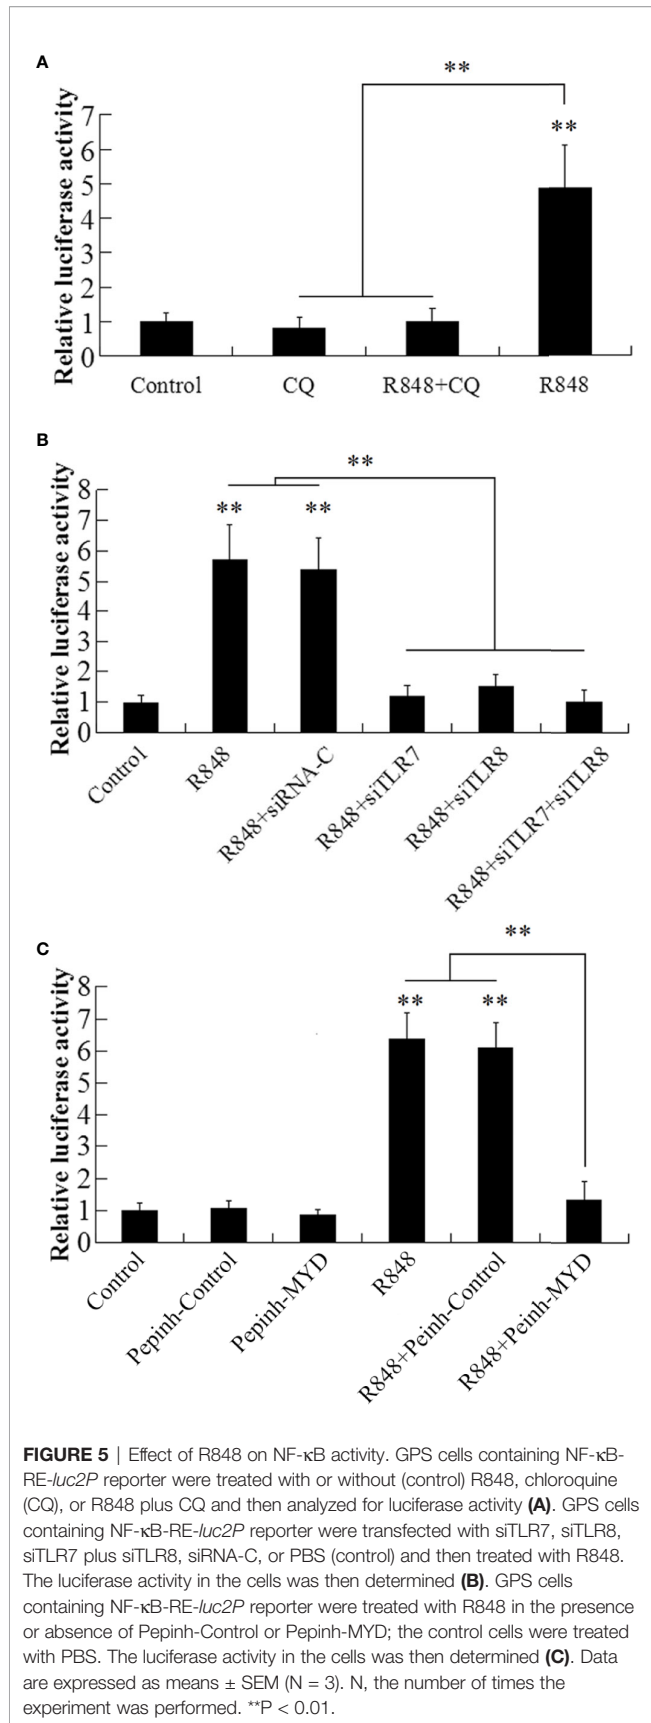 A
**
Relative luciferase activity
7
6
5
4
3
2
1
0
**
Control
CQ
R848+CQ
R848
B
**
Relative luciferase activity
8
7
6
5
4
3
2
1
0
**
**
Control
R848
R848+siRNA-C
R848+siTLR7
R848+siTLR8
R848+siTLR7+siTLR8
C
**
Relative luciferase activity
8
7
6
5
4
3
2
1
0
**
**
Control
Pepinh-Control
Pepinh-MYD
R848
R848+Peinh-Control
R848+Peinh-MYD
FIGURE 5 | Effect of R848 on NF-κB activity. GPS cells containing NF-κB-
RE-luc2P reporter were treated with or without (control) R848, chloroquine
(CQ), or R848 plus CQ and then analyzed for luciferase activity (A). GPS cells
containing NF-κB-RE-luc2P reporter were transfected with siTLR7, siTLR8,
siTLR7 plus siTLR8, siRNA-C, or PBS (control) and then treated with R848.
The luciferase activity in the cells was then determined (B). GPS cells
containing NF-κB-RE-luc2P reporter were treated with R848 in the presence
or absence of Pepinh-Control or Pepinh-MYD; the control cells were treated
with PBS. The luciferase activity in the cells was then determined (C). Data
are expressed as means ± SEM (N = 3). N, the number of times the
experiment was performed. **P < 0.01.